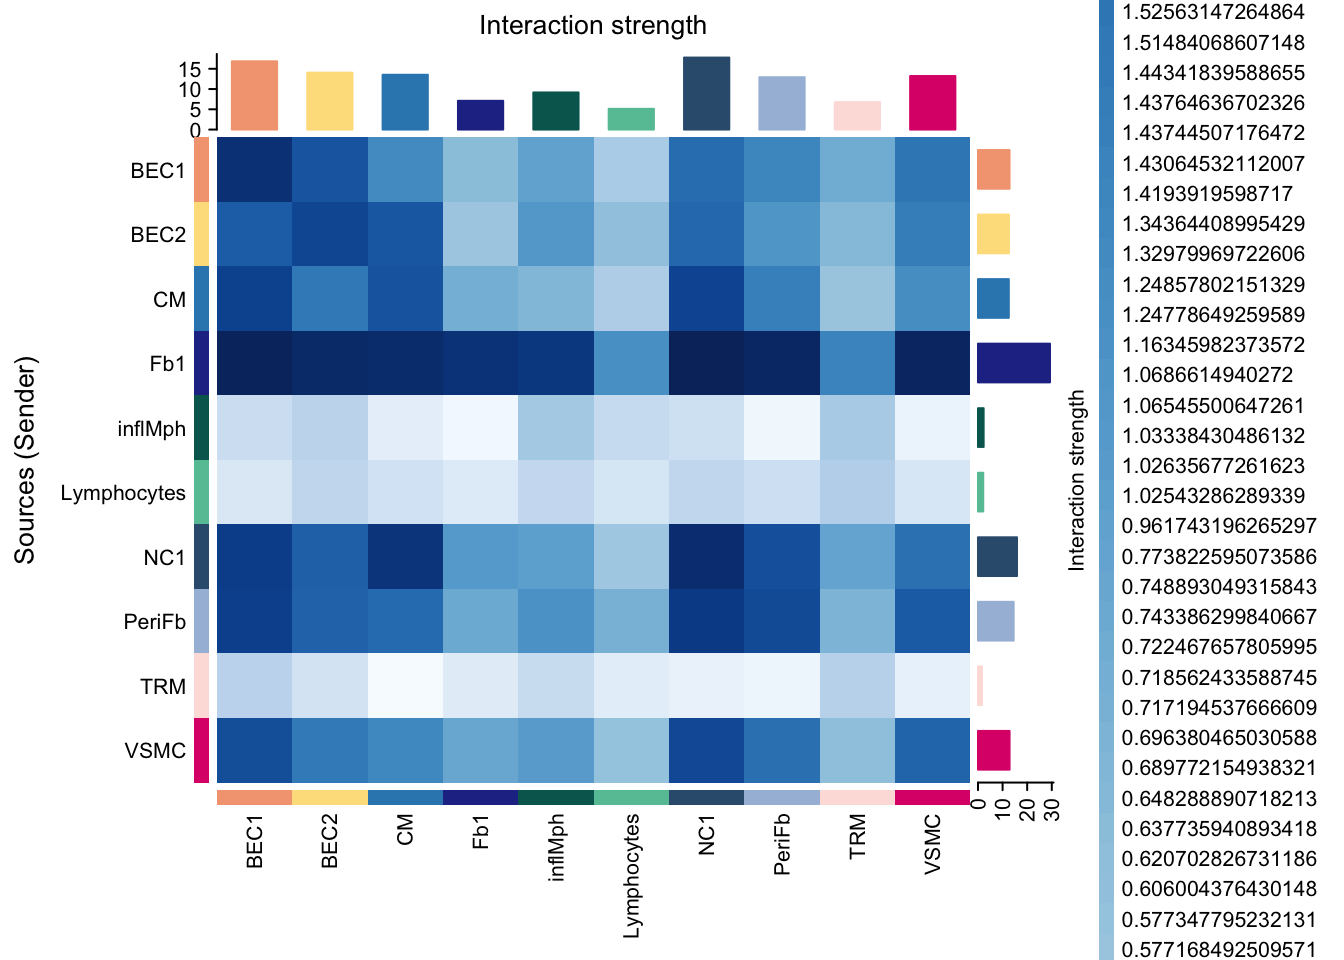 Interaction strength
15
10
5
0
BEC1
BEC2
CM
Fb1
inflMph
Lymphocytes
NC1
PeriFb
TRM
VSMC
Sources (Sender)
BEC1
BEC2
CM
Fb1
inflMph
Lymphocytes
NC1
PeriFb
TRM
VSMC
0
10
20
30
Interaction strength
1.52563147264864
1.51484068607148
1.44341839588655
1.43764636702326
1.43744507176472
1.43064532112007
1.4193919598717
1.34364408995429
1.32979969722606
1.24857802151329
1.24778649259589
1.16345982373572
1.0686614940272
1.06545500647261
1.03338430486132
1.02635677261623
1.02543286289339
0.961743196265297
0.773822595073586
0.748893049315843
0.743386299840667
0.722467657805995
0.718562433588745
0.717194537666609
0.696380465030588
0.689772154938321
0.648288890718213
0.637735940893418
0.620702826731186
0.606004376430148
0.577347795232131
0.577168492509571